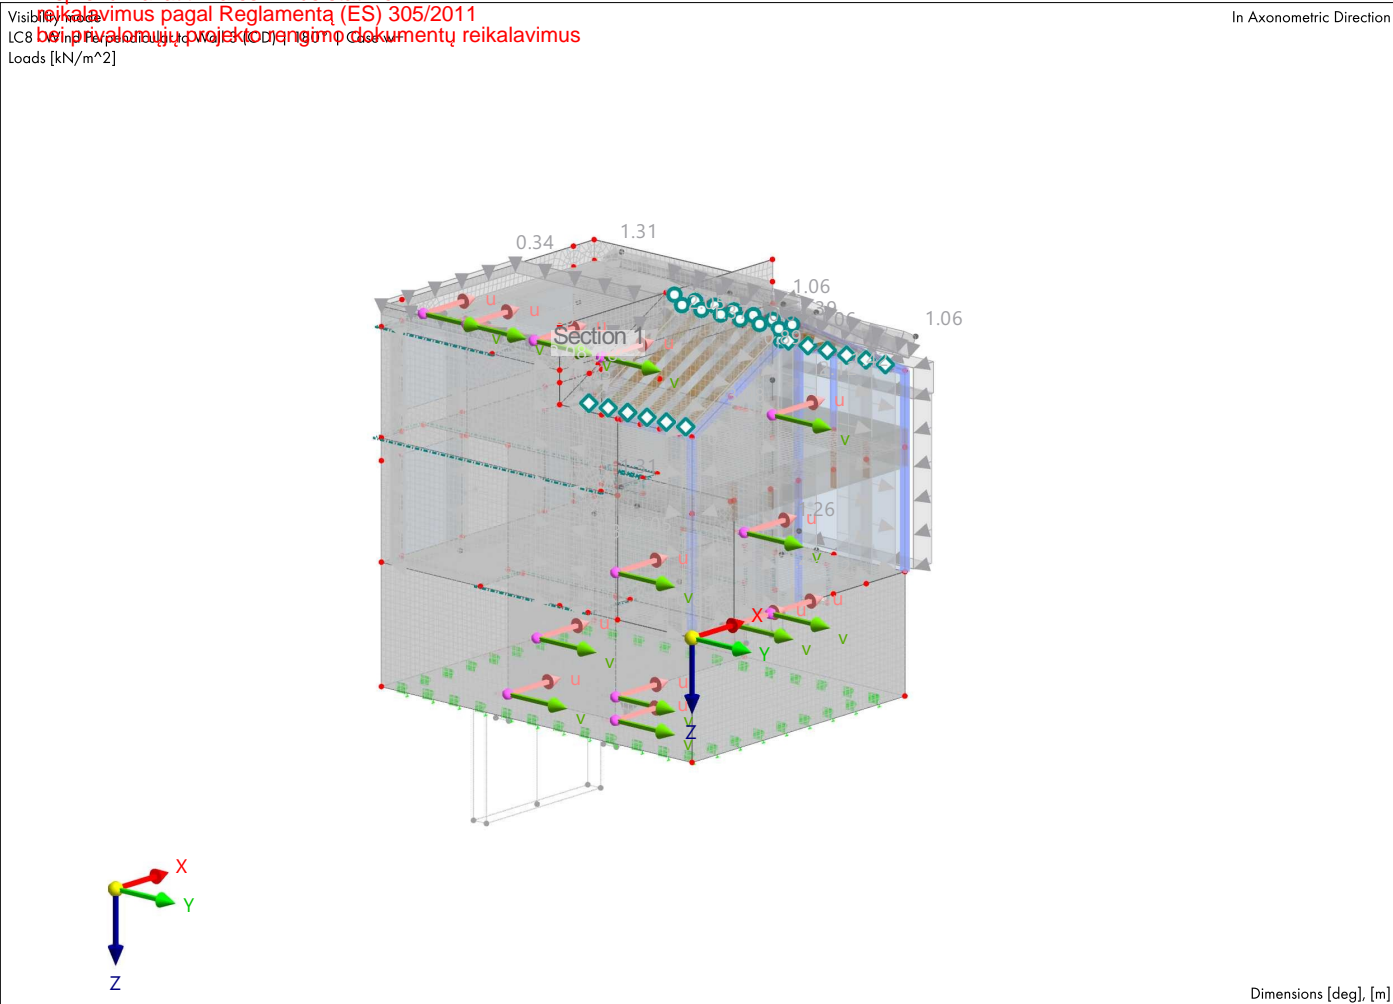 reikalavimus pagal Reglamentą (ES) 305/2011
Visibility mode
In Axonometric Direction
bei privalomųjų projekto rengimo dokumentų reikalavimus
LC8
Loads [kN/m^2]
1.31
0.34
1.06
1.06
Section 1
u
u
v
v
v
v
u
v
u
v
u
v
X
u
u
v
v
Y
u
v
u
v
u
u
v
v
Z
X
Y
Z
Dimensions [deg], [m]